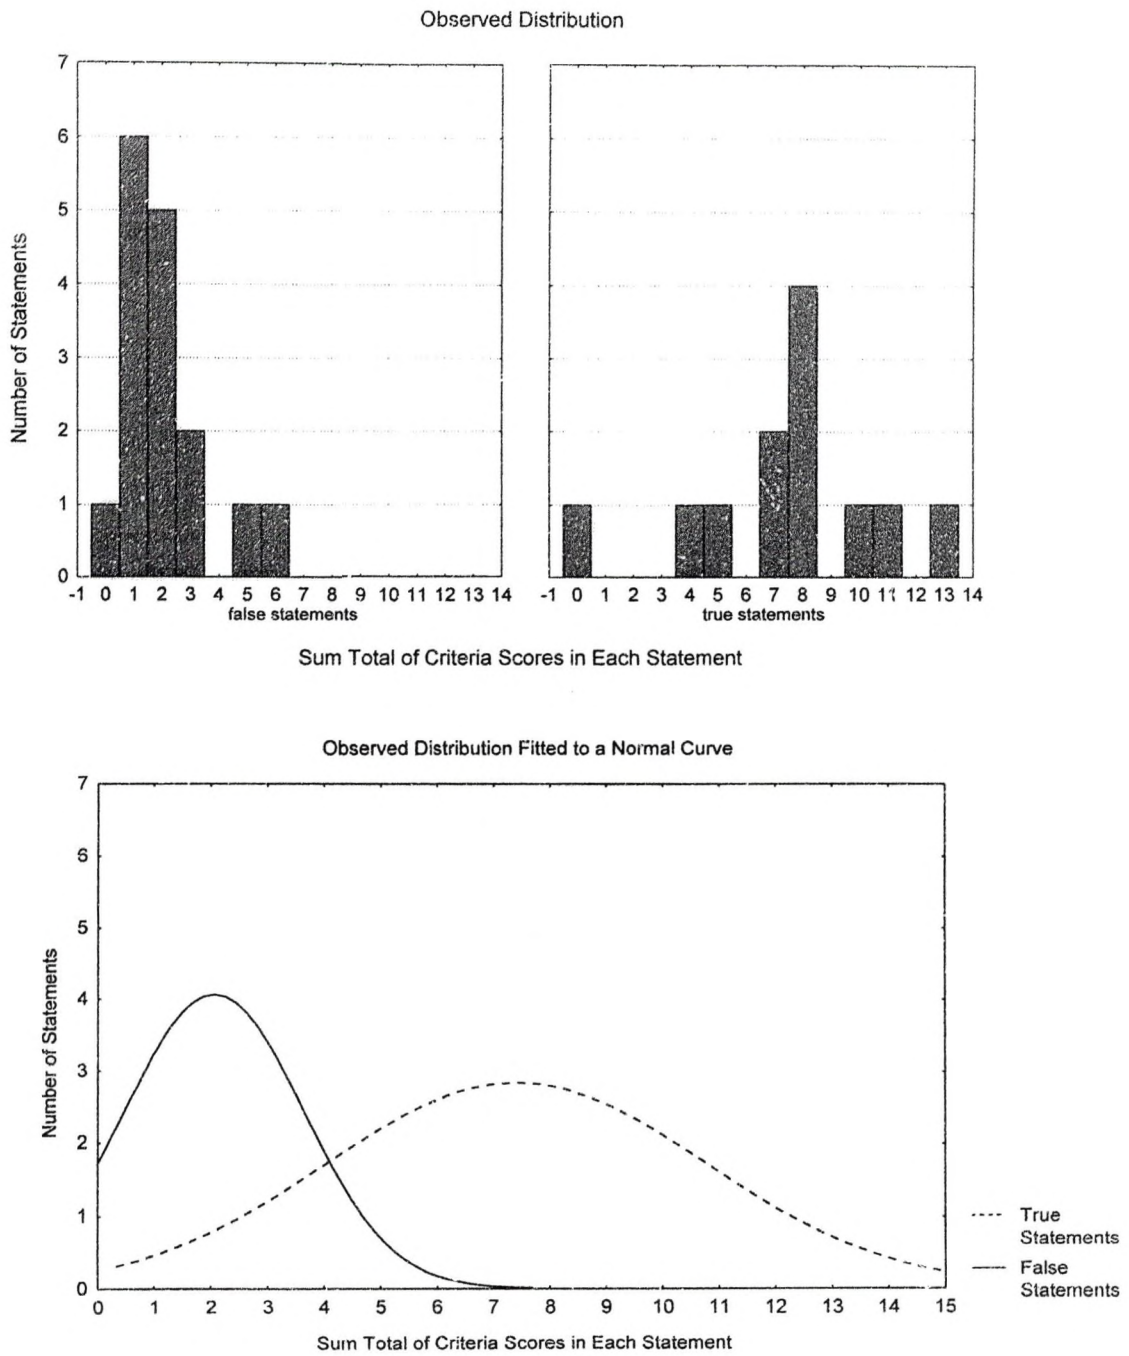 Observed Distribution
7
6
5
4
3
2
1
0
Number of Statements
-1 0 1 2 3 4 5 6 7 8 9 10 11 12 13 14
false statements
-1 0 1 2 3 4 5 6 7 8 9 10 11 12 13 14
true statements
Sum Total of Criteria Scores in Each Statement
Observed Distribution Fitted to a Normal Curve
7
6
5
4
3
2
1
0
Number of Statements
0 1 2 3 4 5 6 7 8 9 10 11 12 13 14 15
Sum Total of Criteria Scores in Each Statement
True
Statements
False
Statements